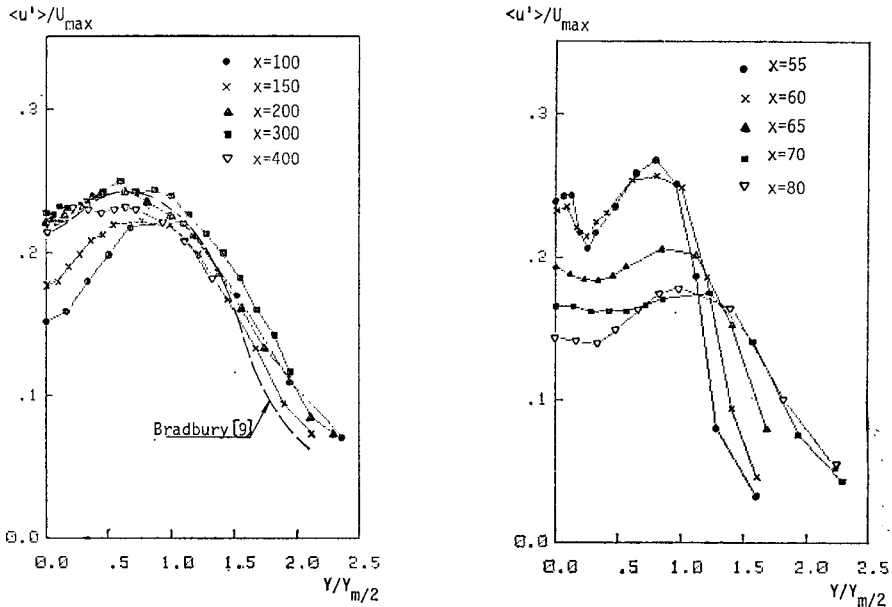 <u'>/U_max
.3
.2
.1
0.0
0.0 .5 1.0 1.5 2.0 2.5
Y/Y_m/2
x=100
x=150
x=200
x=300
x=400
Bradbury [9]
<u'>/U_max
.3
.2
.1
0.0
0.0 .5 1.0 1.5 2.0 2.5
Y/Y_m/2
x=55
x=60
x=65
x=70
x=80